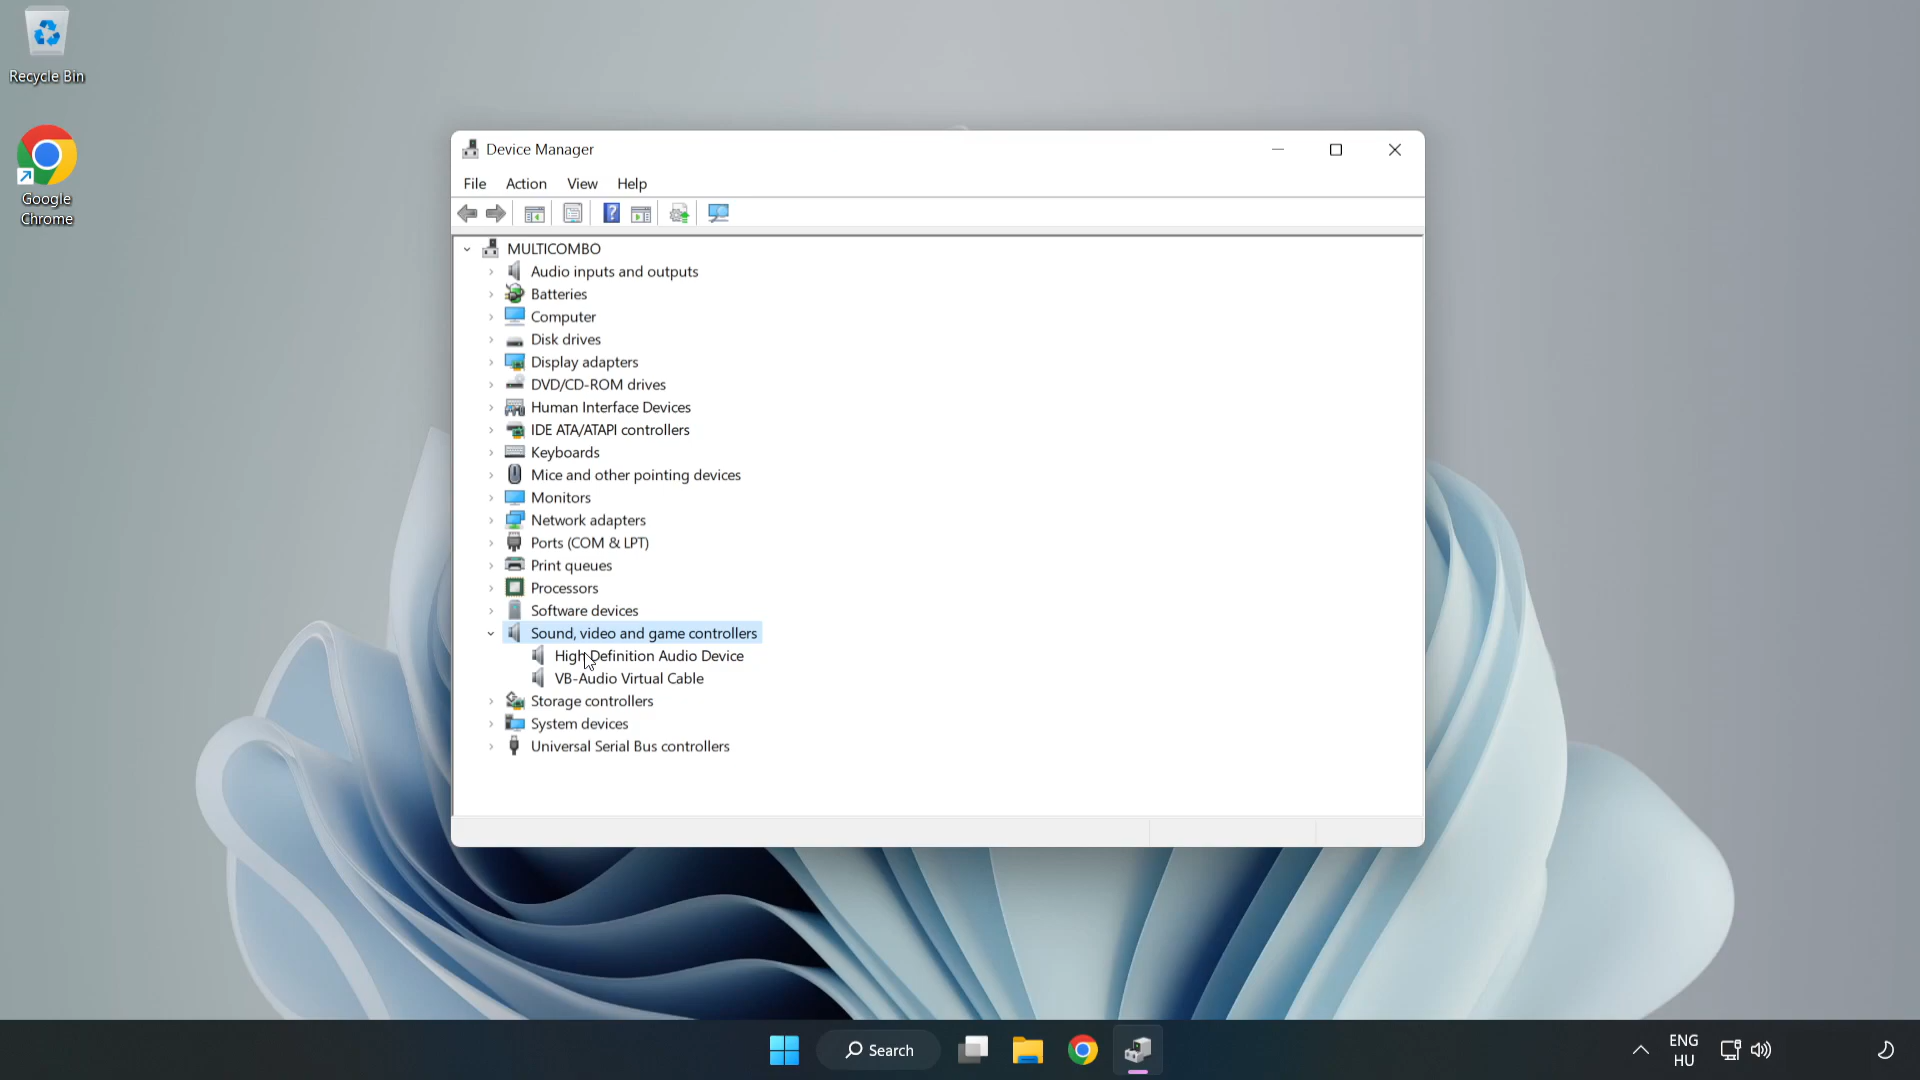 Recycle Bin
Google
Chrome
Device Manager
File Action View Help
MULTICOMBO
Audio inputs and outputs
Batteries
Computer
Disk drives
Display adapters
DVD/CD-ROM drives
Human Interface Devices
IDE ATA/ATAPI controllers
Keyboards
Mice and other pointing devices
Monitors
Network adapters
Ports (COM & LPT)
Print queues
Processors
Software devices
Sound, video and game controllers
High Definition Audio Device
VB-Audio Virtual Cable
Storage controllers
System devices
Universal Serial Bus controllers
Search
ENG
HU